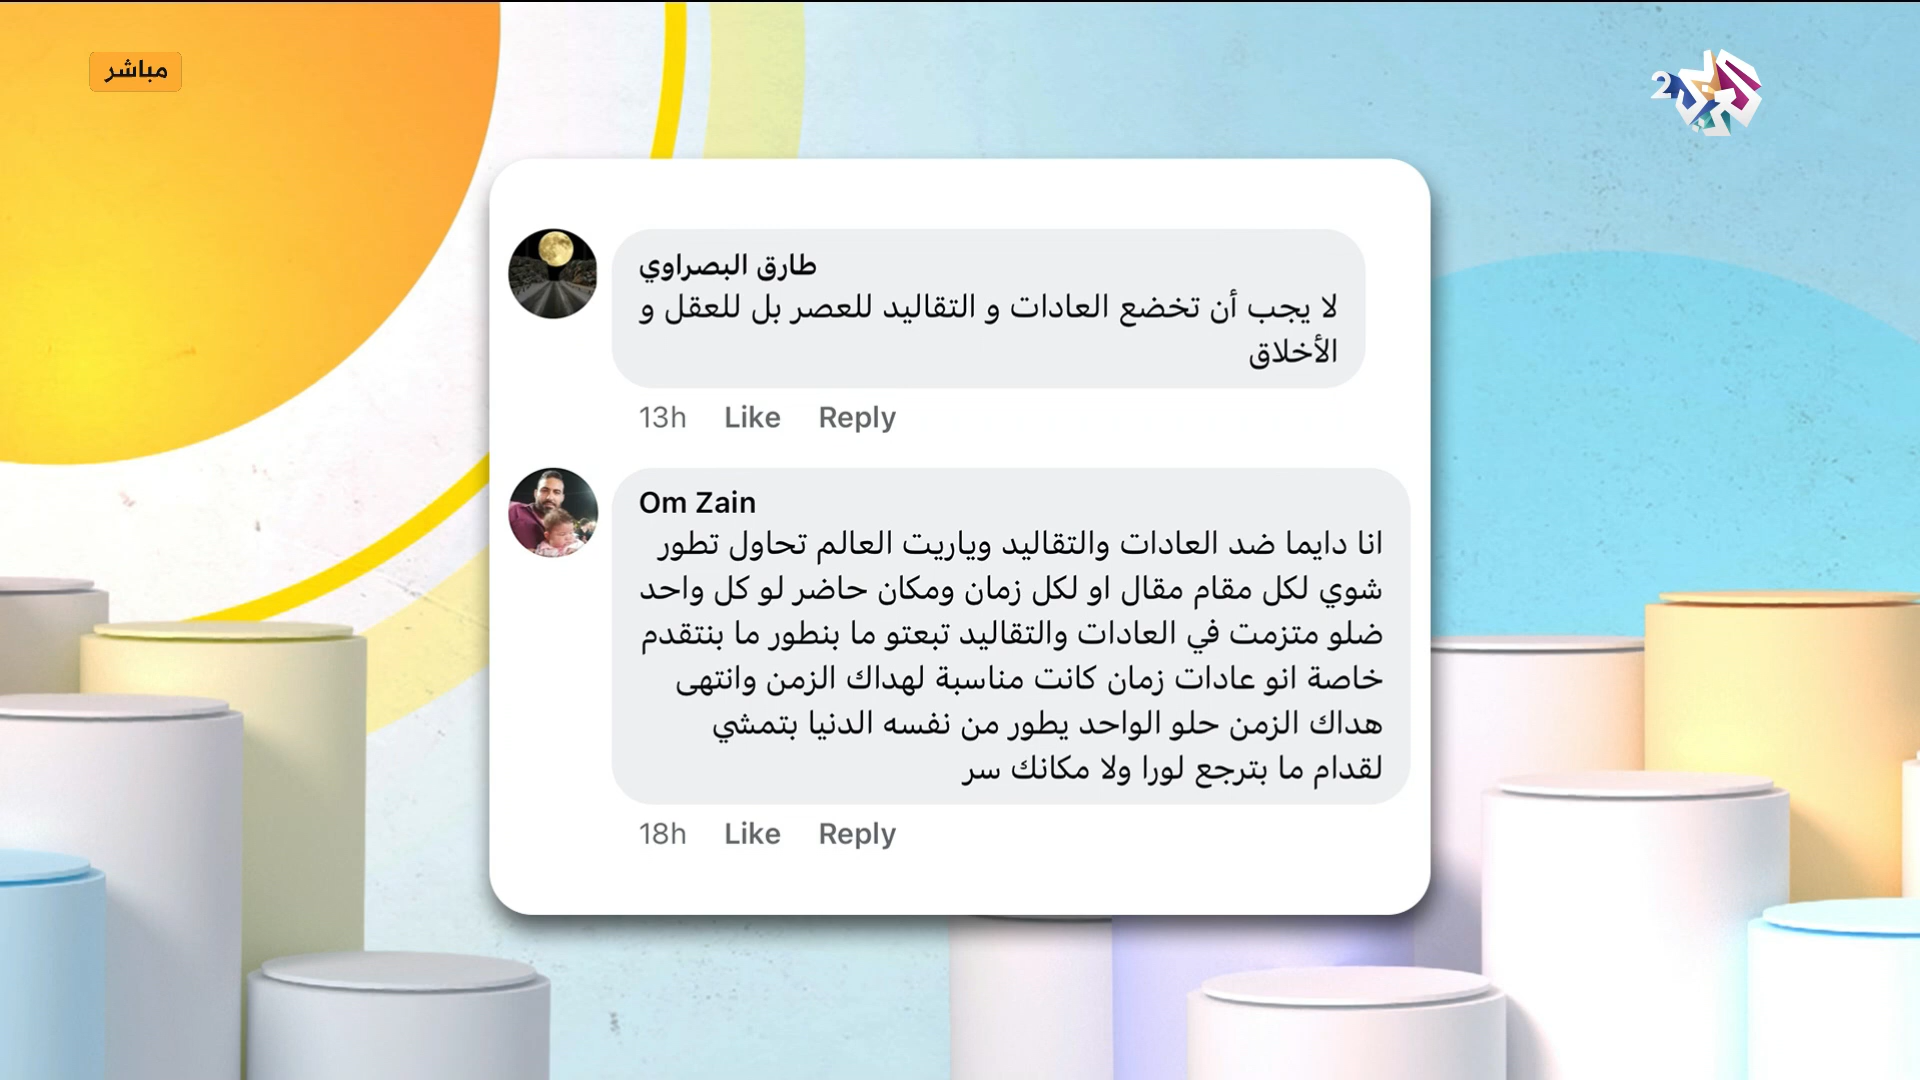 مباشر
العربي 2
طارق البصراوي
لا يجب أن تخضع العادات و التقاليد للعصر بل للعقل و
الأخلاق
13h Like Reply
Om Zain
انا دايما ضد العادات والتقاليد وياريت العالم تحاول تطور
شوي لكل مقام مقال او لكل زمان ومكان حاضر لو كل واحد
ضلو متزمت في العادات والتقاليد تبعتو ما بنطور ما بنتقدم
خاصة انو عادات زمان كانت مناسبة لهداك الزمن وانتهى
هداك الزمن حلو الواحد يطور من نفسه الدنيا بتمشي
لقدام ما بترجع لورا ولا مكانك سر
18h Like Reply